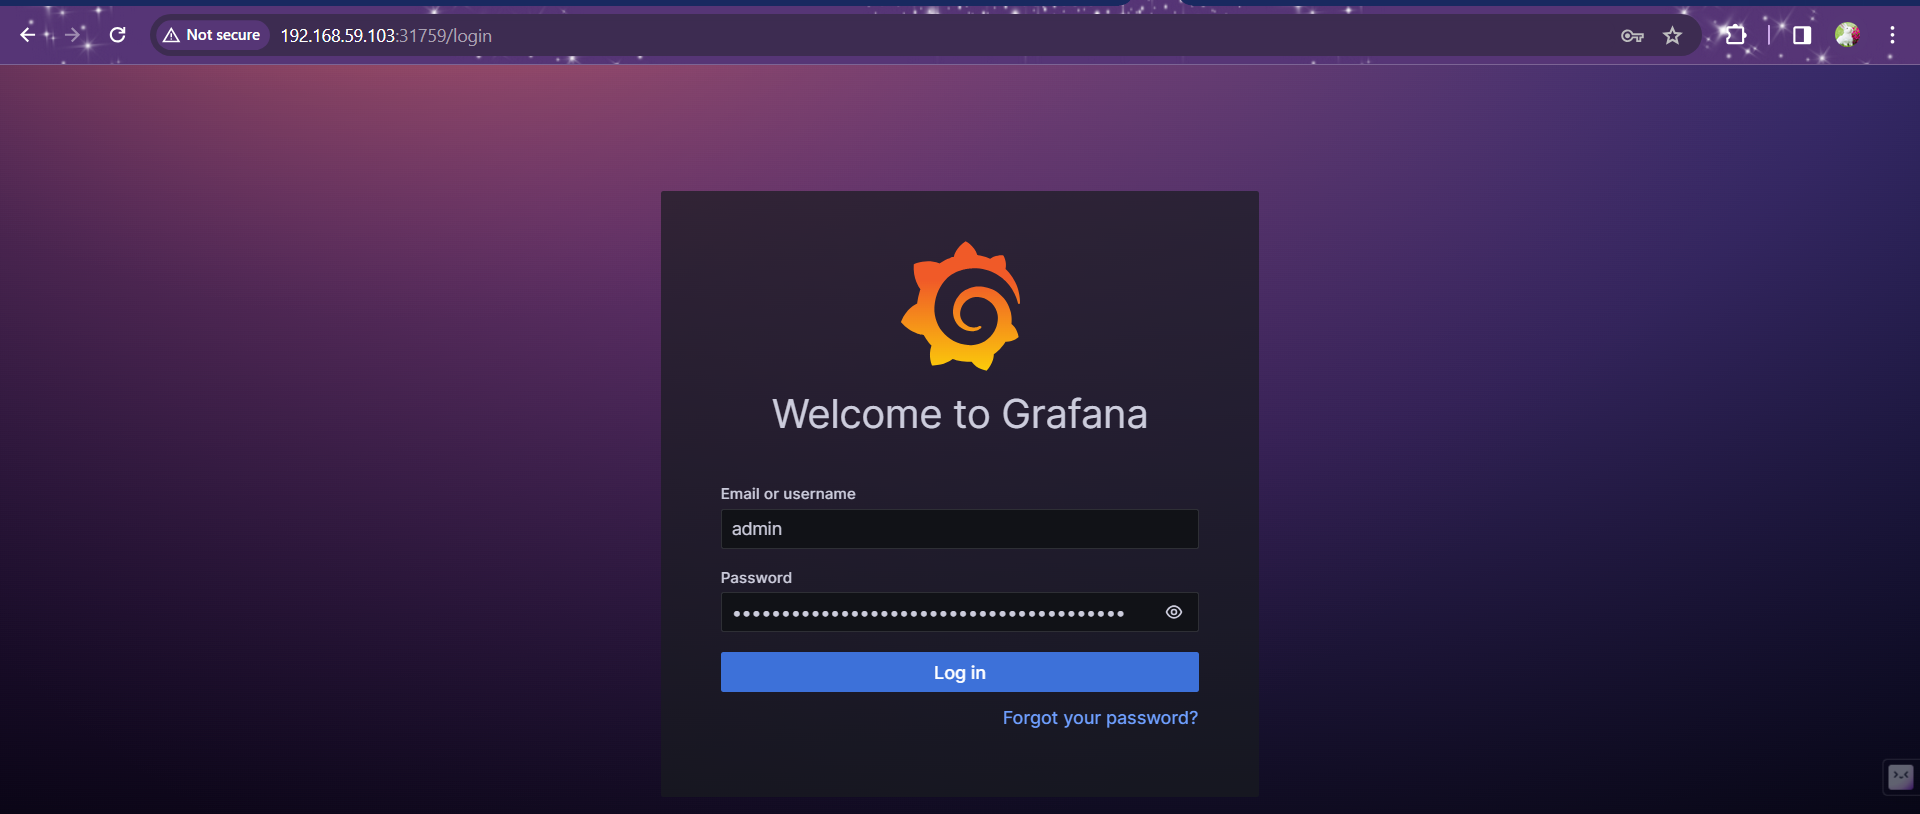 Not secure 192.168.59.103:31759/login
Welcome to Grafana
Email or username
admin
Password
••••••••••••••••••••••••••••••••••••••••
Log in
Forgot your password?